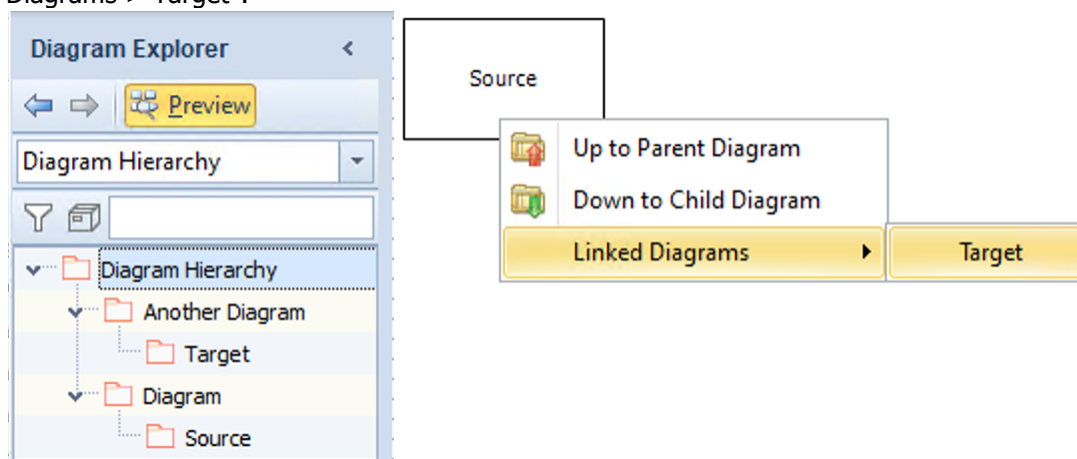 Diagrams > "Target".
Diagram Explorer
Preview
Diagram Hierarchy
Diagram Hierarchy
Another Diagram
Target
Diagram
Source
Source
Up to Parent Diagram
Down to Child Diagram
Linked Diagrams
Target